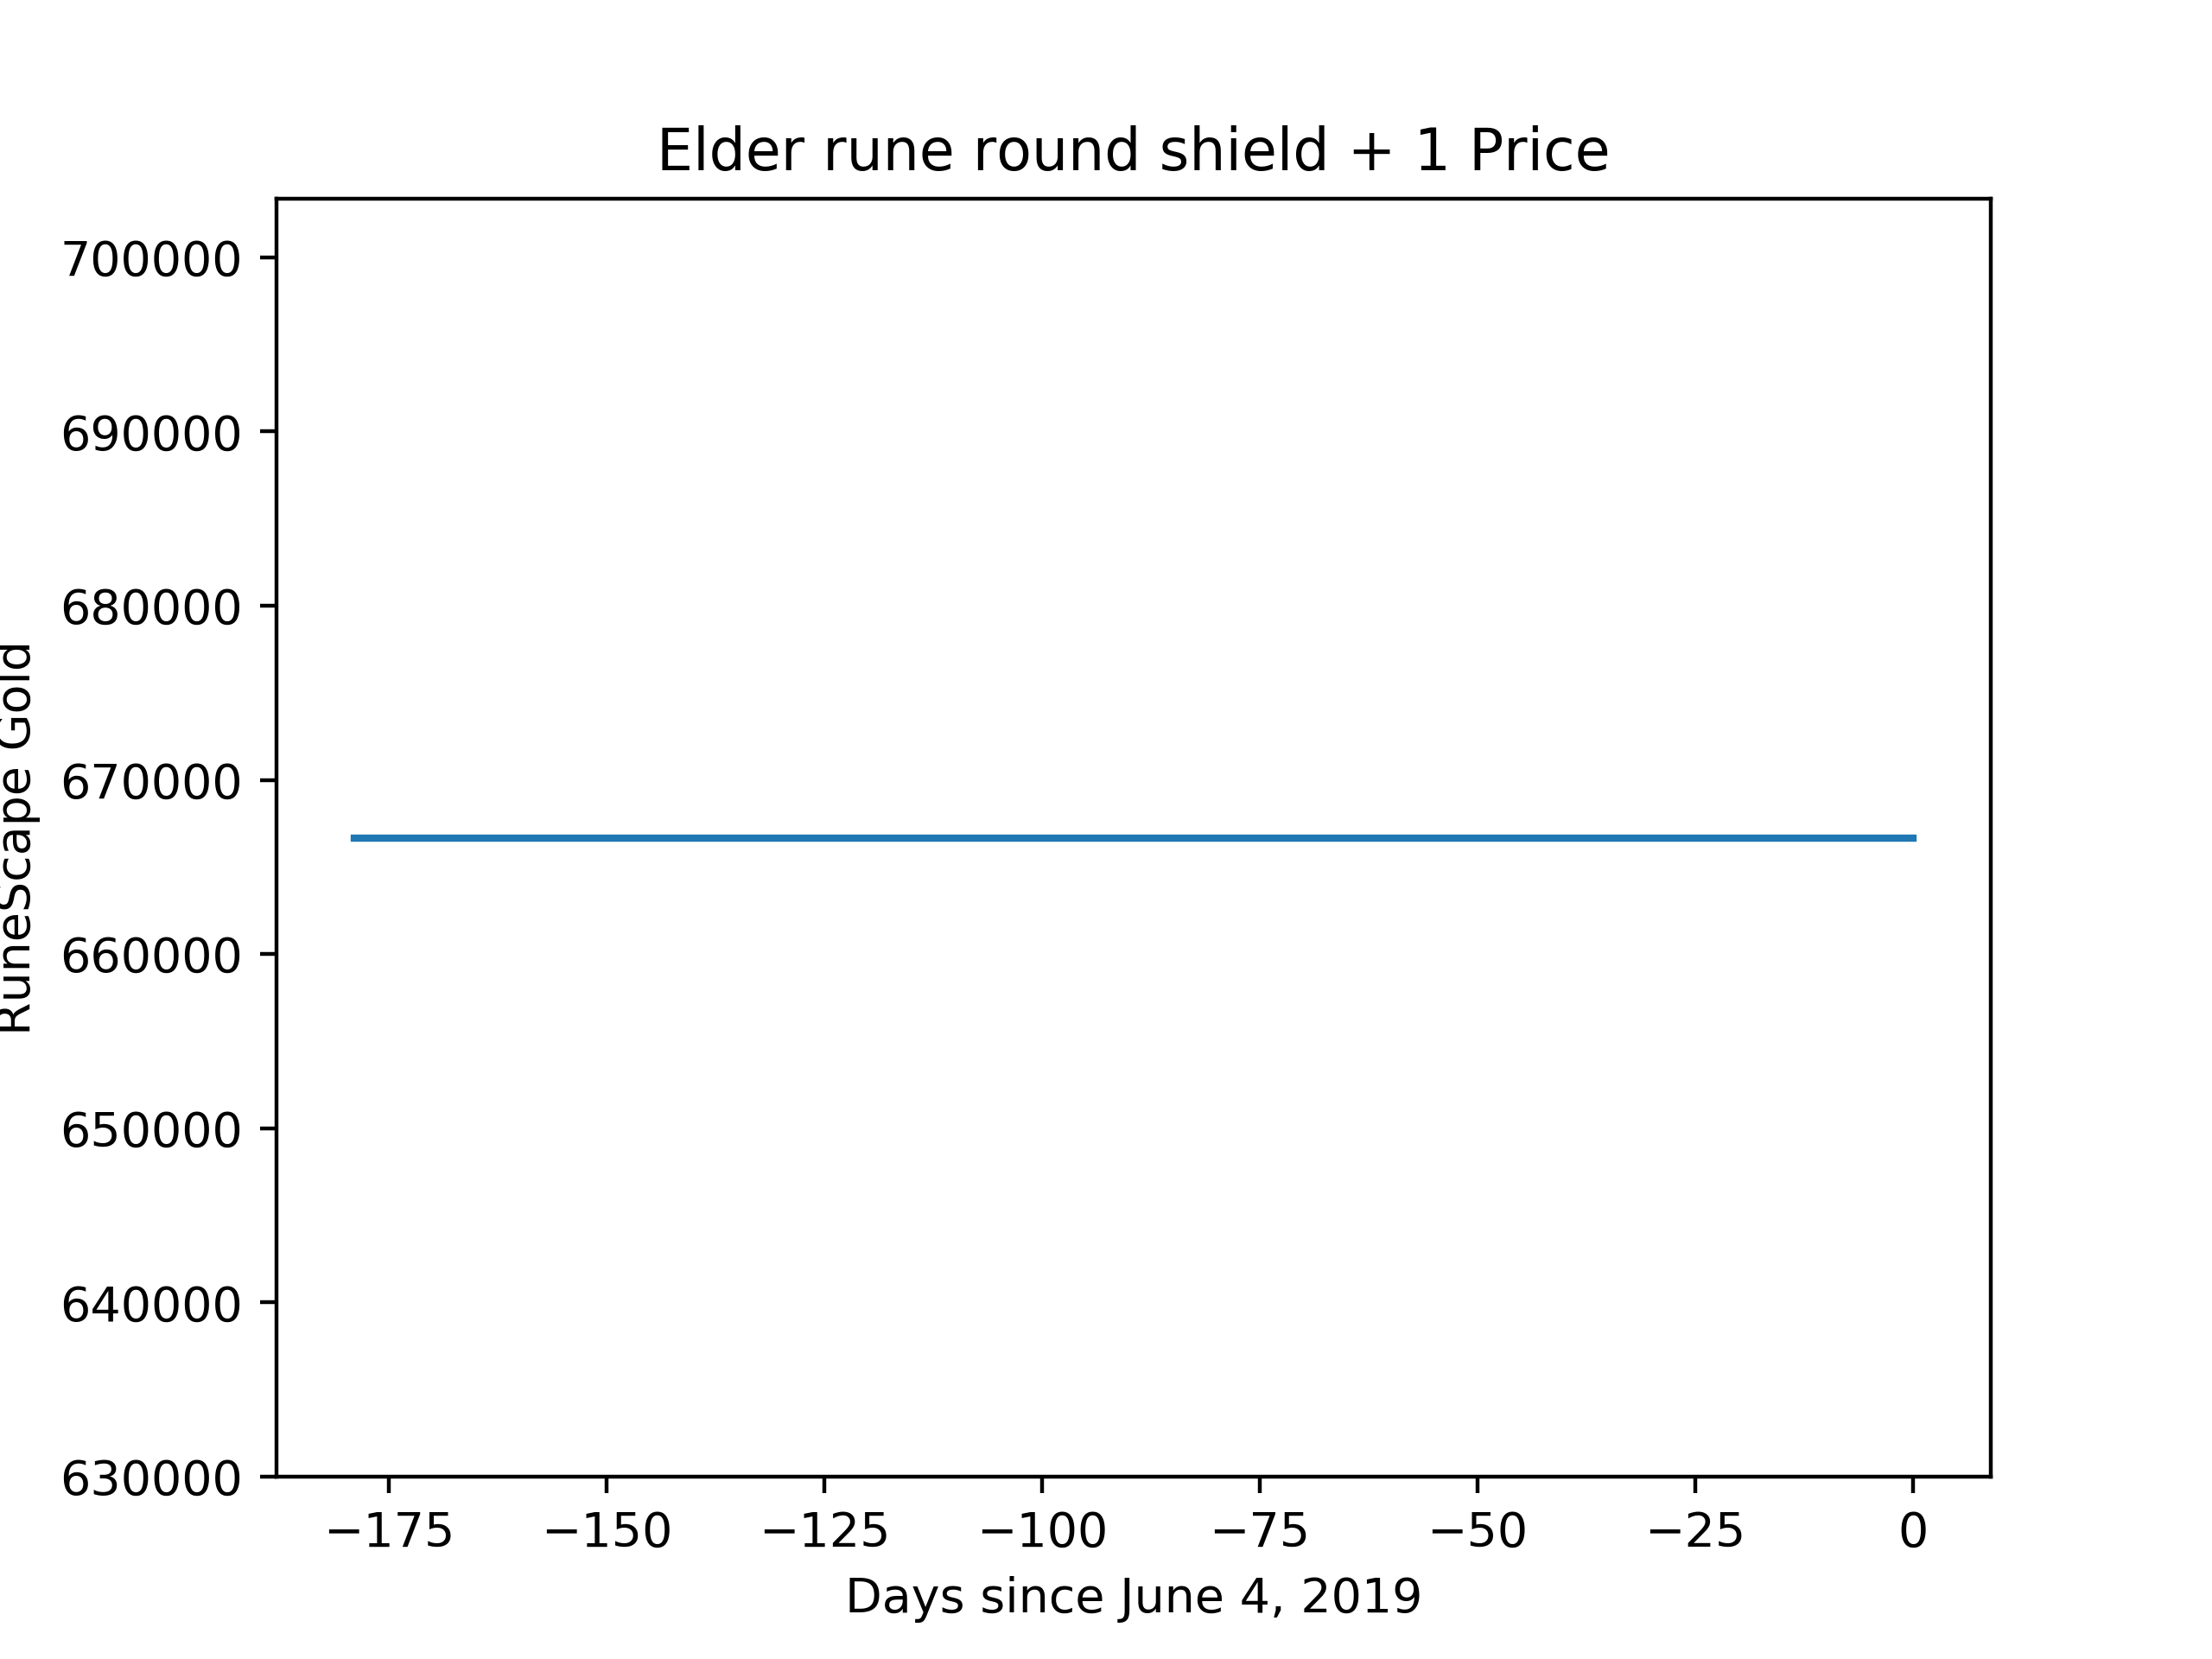 Elder rune round shield + 1 Price
700000
690000
680000
670000
660000
650000
640000
630000
RuneScape Gold
−175 −150 −125 −100 −75 −50 −25 0
Days since June 4, 2019